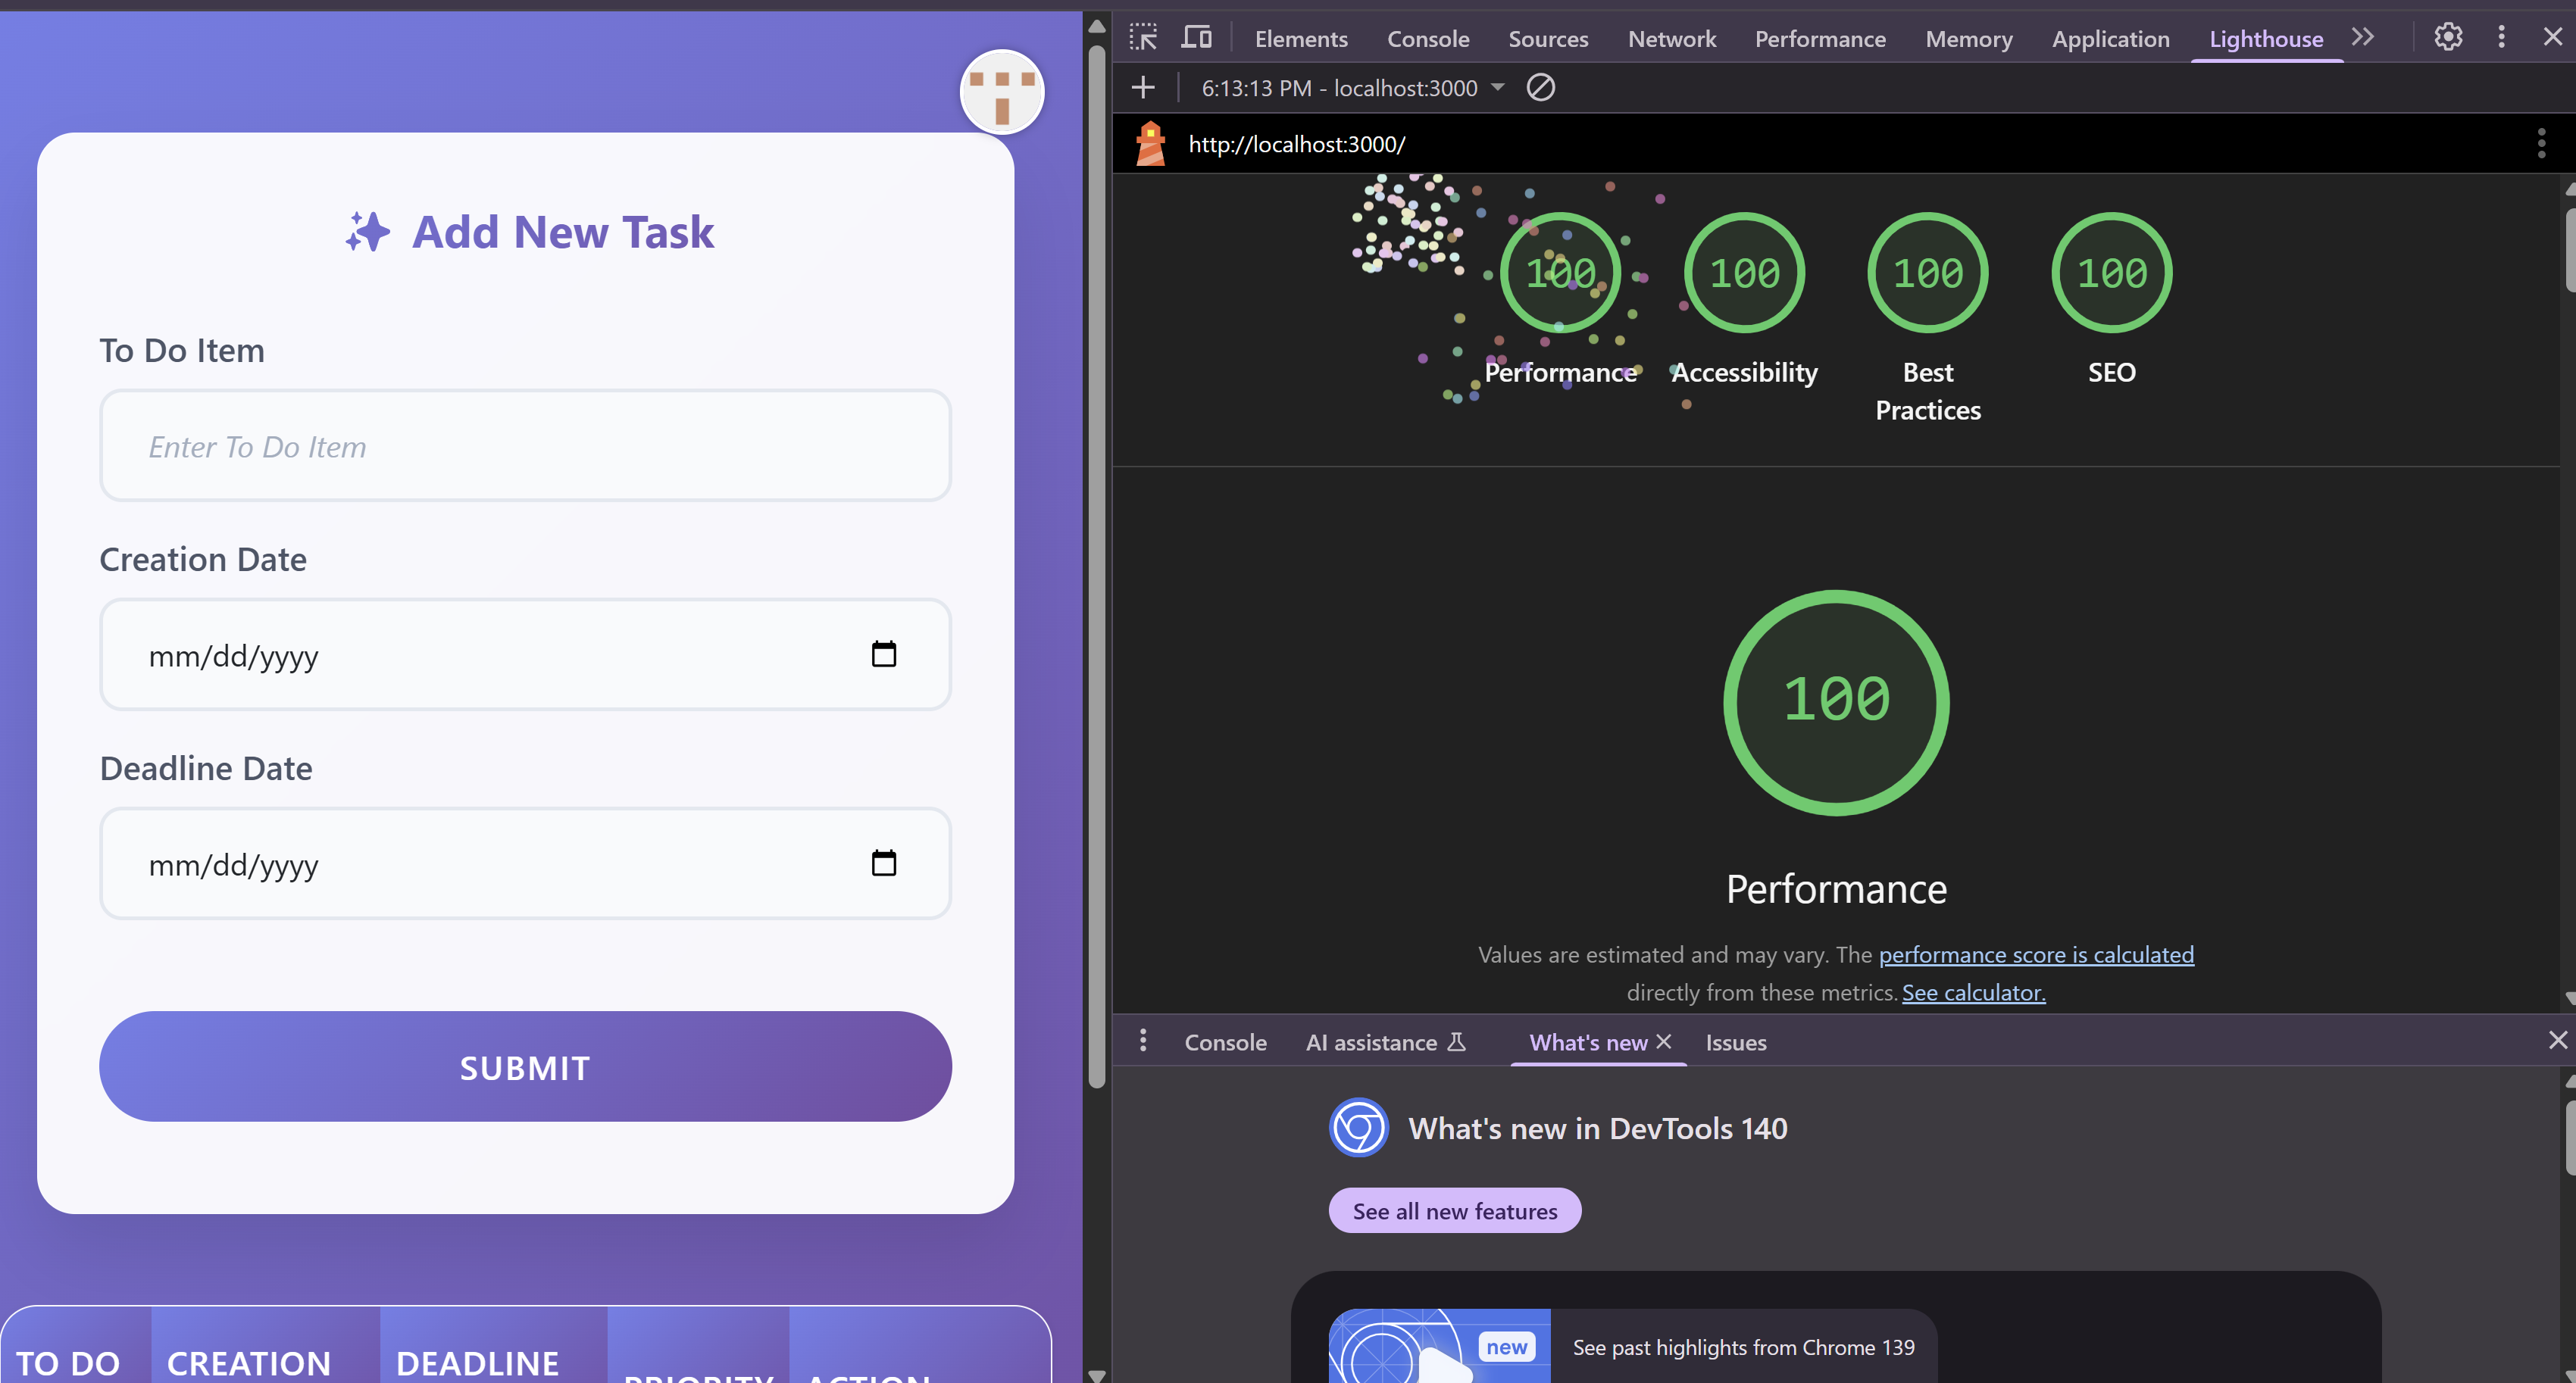 Add New Task
To Do Item
Enter To Do Item
Creation Date
mm/dd/yyyy
Deadline Date
mm/dd/yyyy
SUBMIT
TO DO
CREATION
DEADLINE
PRIORITY
ACTION
Elements
Console
Sources
Network
Performance
Memory
Application
Lighthouse
6:13:13 PM - localhost:3000
http://localhost:3000/
100
100
100
100
Performance
Accessibility
Best
Practices
SEO
100
Performance
Values are estimated and may vary. The performance score is calculated
directly from these metrics. See calculator.
Console
AI assistance
What's new
Issues
What's new in DevTools 140
See all new features
new
See past highlights from Chrome 139